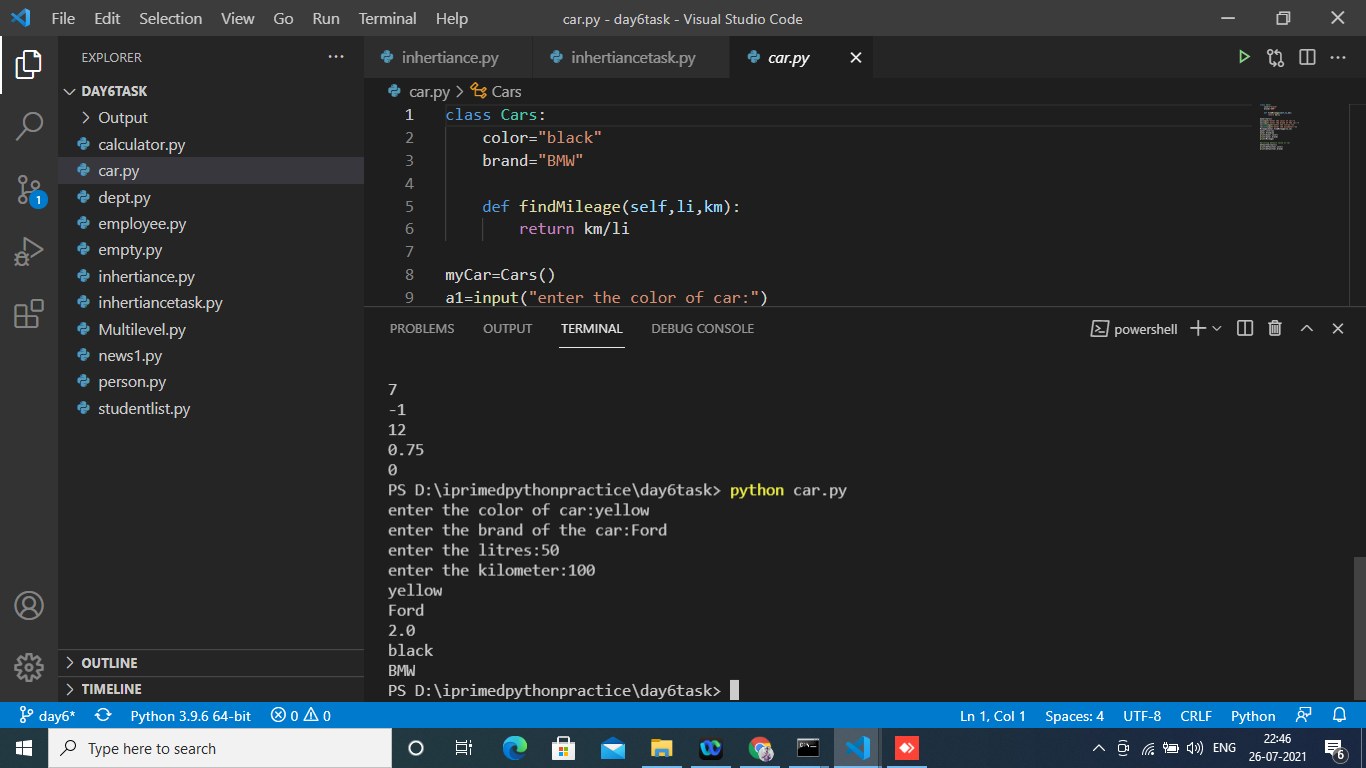 File Edit Selection View Go Run Terminal Help
car.py - day6task - Visual Studio Code
EXPLORER
DAY6TASK
Output
calculator.py
car.py
dept.py
employee.py
empty.py
inhertiance.py
inhertiancetask.py
Multilevel.py
news1.py
person.py
studentlist.py
OUTLINE
TIMELINE
1
inhertiance.py inhertiancetask.py car.py
car.py > Cars
1 class Cars:
2 color="black"
3 brand="BMW"
4
5 def findMileage(self,li,km):
6 return km/li
7
8 myCar=Cars()
9 a1=input("enter the color of car:")
PROBLEMS OUTPUT TERMINAL DEBUG CONSOLE
powershell
7
-1
12
0.75
0
PS D:\iprimedpythonpractice\day6task> python car.py
enter the color of car:yellow
enter the brand of the car:Ford
enter the litres:50
enter the kilometer:100
yellow
Ford
2.0
black
BMW
PS D:\iprimedpythonpractice\day6task>
day6* Python 3.9.6 64-bit 0 0 Ln 1, Col 1 Spaces: 4 UTF-8 CRLF Python
Type here to search
ENG
22:46
26-07-2021
6